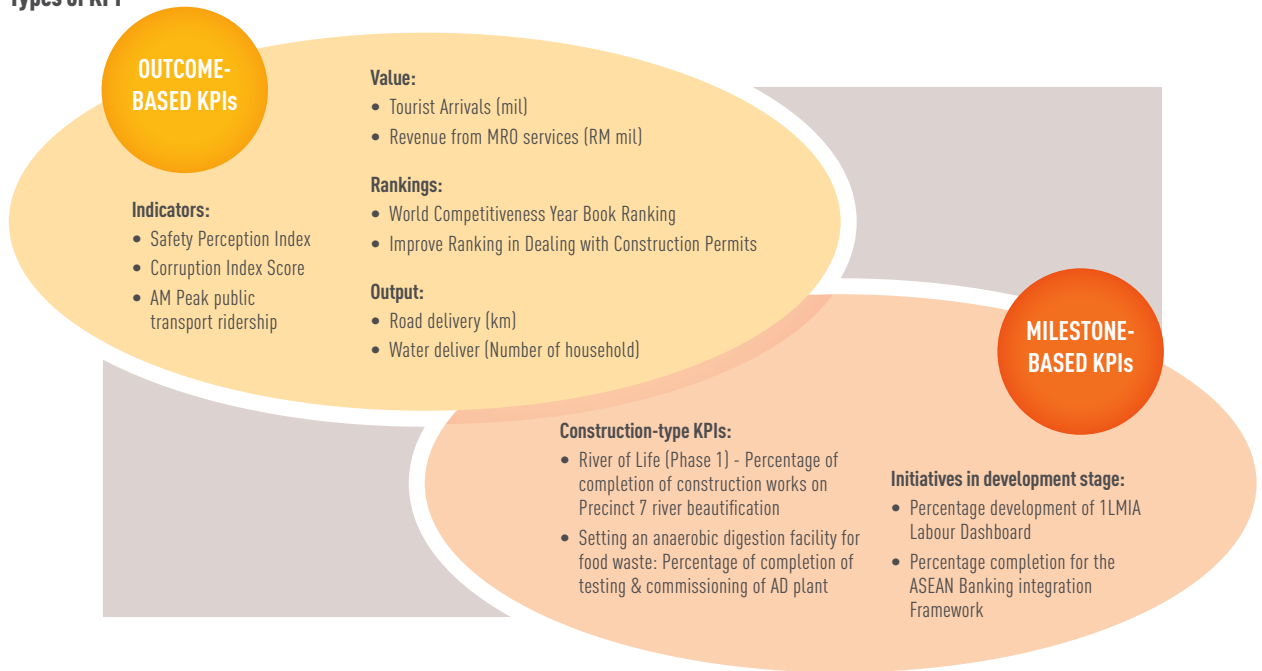 Types of KPI
OUTCOME-
BASED KPIs
Indicators:
• Safety Perception Index
• Corruption Index Score
• AM Peak public
transport ridership
Value:
• Tourist Arrivals (mil)
• Revenue from MRO services (RM mil)
Rankings:
• World Competitiveness Year Book Ranking
• Improve Ranking in Dealing with Construction Permits
Output:
• Road delivery (km)
• Water deliver (Number of household)
MILESTONE-
BASED KPIs
Construction-type KPIs:
• River of Life (Phase 1) - Percentage of
completion of construction works on
Precinct 7 river beautification
• Setting an anaerobic digestion facility for
food waste: Percentage of completion of
testing & commissioning of AD plant
Initiatives in development stage:
• Percentage development of 1LMIA
Labour Dashboard
• Percentage completion for the
ASEAN Banking integration
Framework